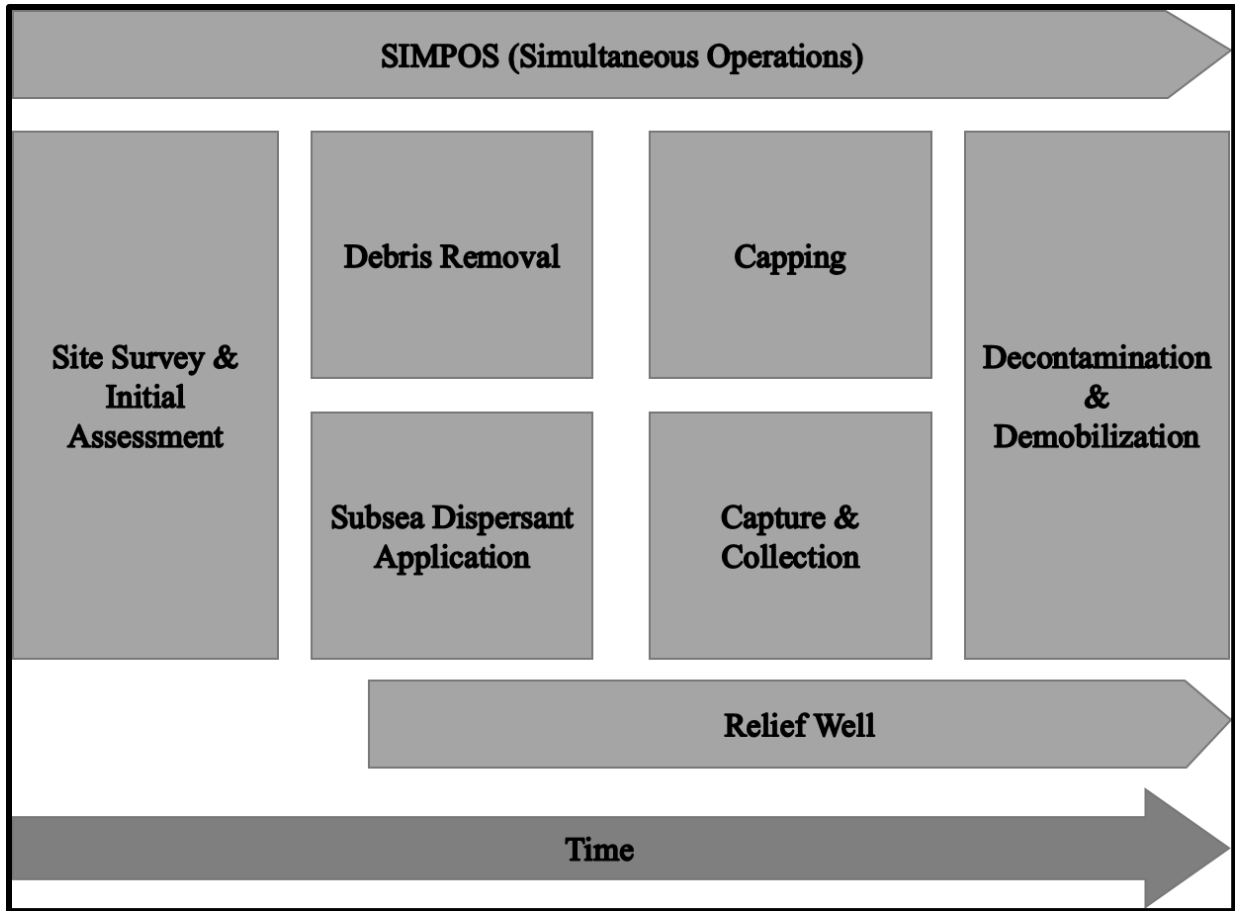 SIMPOS (Simultaneous Operations)
Site Survey &
Initial
Assessment
Debris Removal
Subsea Dispersant
Application
Capping
Capture &
Collection
Decontamination
&
Demobilization
Relief Well
Time